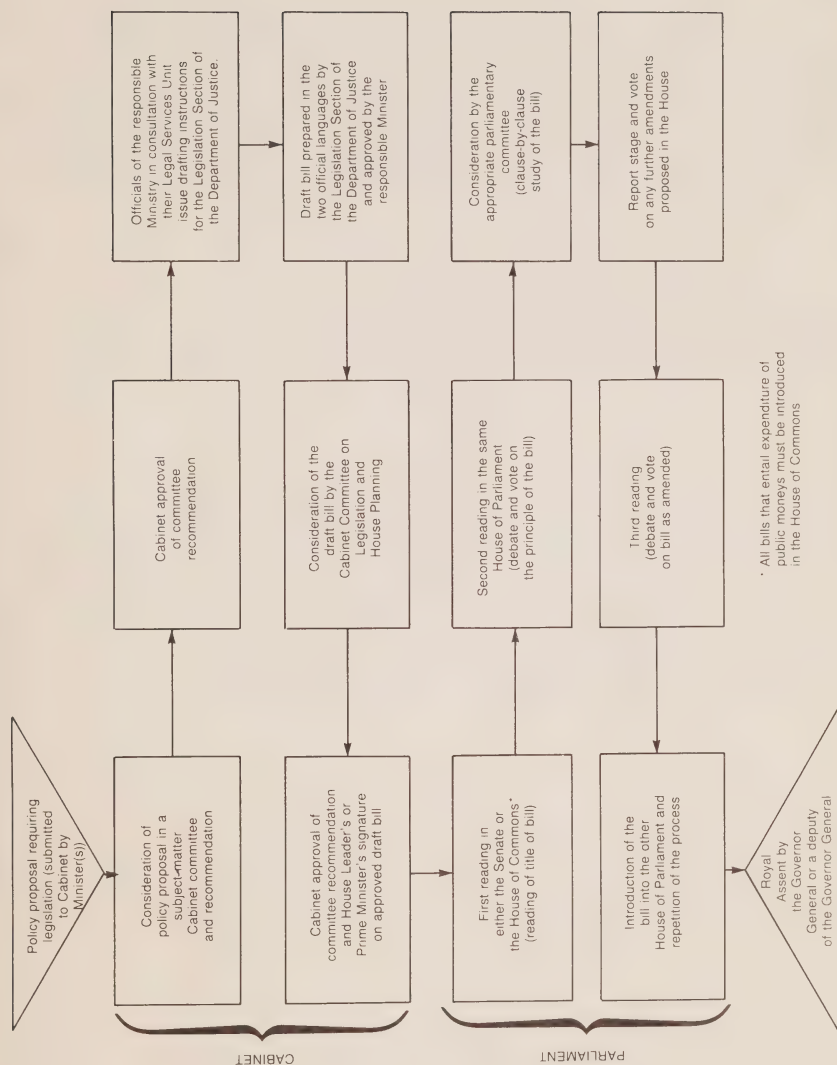 Policy proposal requiring
legislation (submitted
to Cabinet by
Minister(s))
CABINET
Consideration of
policy proposal in a
subject-matter
Cabinet committee
and recommendation
Cabinet approval
of committee
recommendation
Officials of the responsible
Ministry in consultation with
their Legal Services Unit
issue drafting instructions
for the Legislation Section of
the Department of Justice.
Draft bill prepared in the
two official languages by
the Legislation Section of
the Department of Justice
and approved by the
responsible Minister
Consideration of the
draft bill by the
Cabinet Committee on
Legislation and
House Planning
Cabinet approval of
committee recommendation
and House Leader's or
Prime Minister's signature
on approved draft bill
PARLIAMENT
First reading in
either the Senate or
the House of Commons*
(reading of title of bill)
Second reading in the same
House of Parliament
(debate and vote on
the principle of the bill)
Consideration by the
appropriate parliamentary
committee
(clause-by-clause
study of the bill)
Report stage and vote
on any further amendments
proposed in the House
Third reading
(debate and vote
on bill as amended)
Introduction of the
bill into the other
House of Parliament and
repetition of the process
Royal
Assent by
the Governor
General or a deputy
of the Governor General
* All bills that entail expenditure of
public moneys must be introduced
in the House of Commons